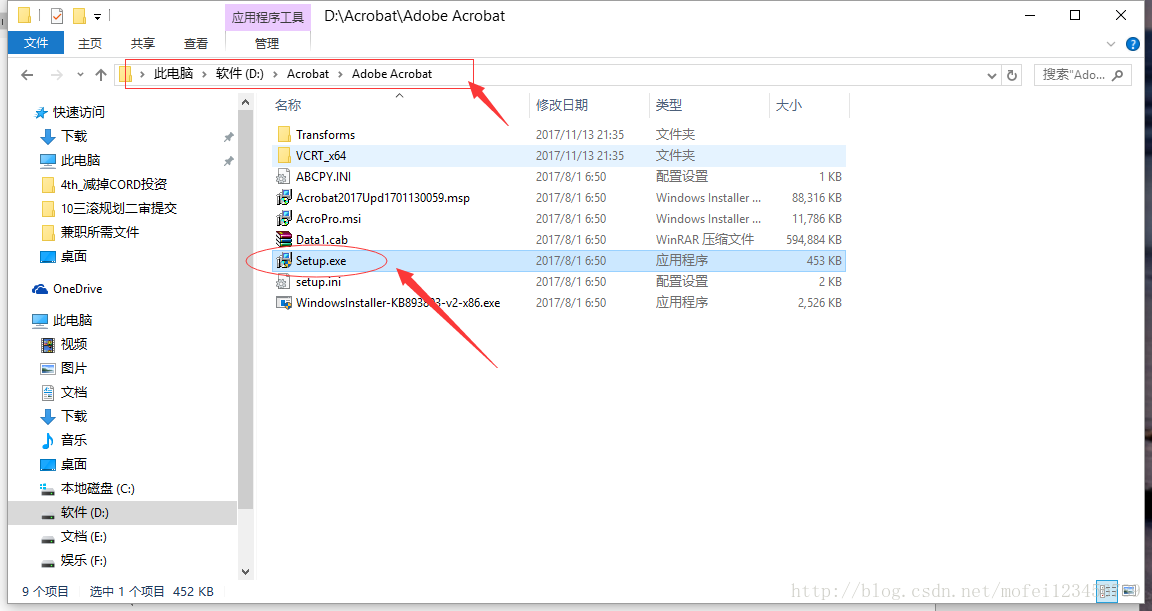 应用程序工具 D:\Acrobat\Adobe Acrobat
文件 主页 共享 查看 管理
此电脑 软件 (D:) Acrobat Adobe Acrobat 搜索"Ado...
名称 修改日期 类型 大小
快速访问
下载
此电脑
4th_减掉CORD投资
10三滚规划二审提交
兼职所需文件
桌面
OneDrive
此电脑
视频
图片
文档
下载
音乐
桌面
本地磁盘 (C:)
软件 (D:)
文档 (E:)
娱乐 (F:)
Transforms 2017/11/13 21:35 文件夹
VCRT_x64 2017/11/13 21:35 文件夹
ABCPY.INI 2017/8/1 6:50 配置设置 1 KB
Acrobat2017Upd1701130059.msp 2017/8/1 6:50 Windows Installer ... 88,316 KB
AcroPro.msi 2017/8/1 6:50 Windows Installer ... 11,786 KB
Data1.cab 2017/8/1 6:50 WinRAR 压缩文件 594,884 KB
Setup.exe 2017/8/1 6:50 应用程序 453 KB
setup.ini 2017/8/1 6:50 配置设置 2 KB
WindowsInstaller-KB893803-v2-x86.exe 2017/8/1 6:50 应用程序 2,526 KB
9 个项目 选中 1 个项目 452 KB